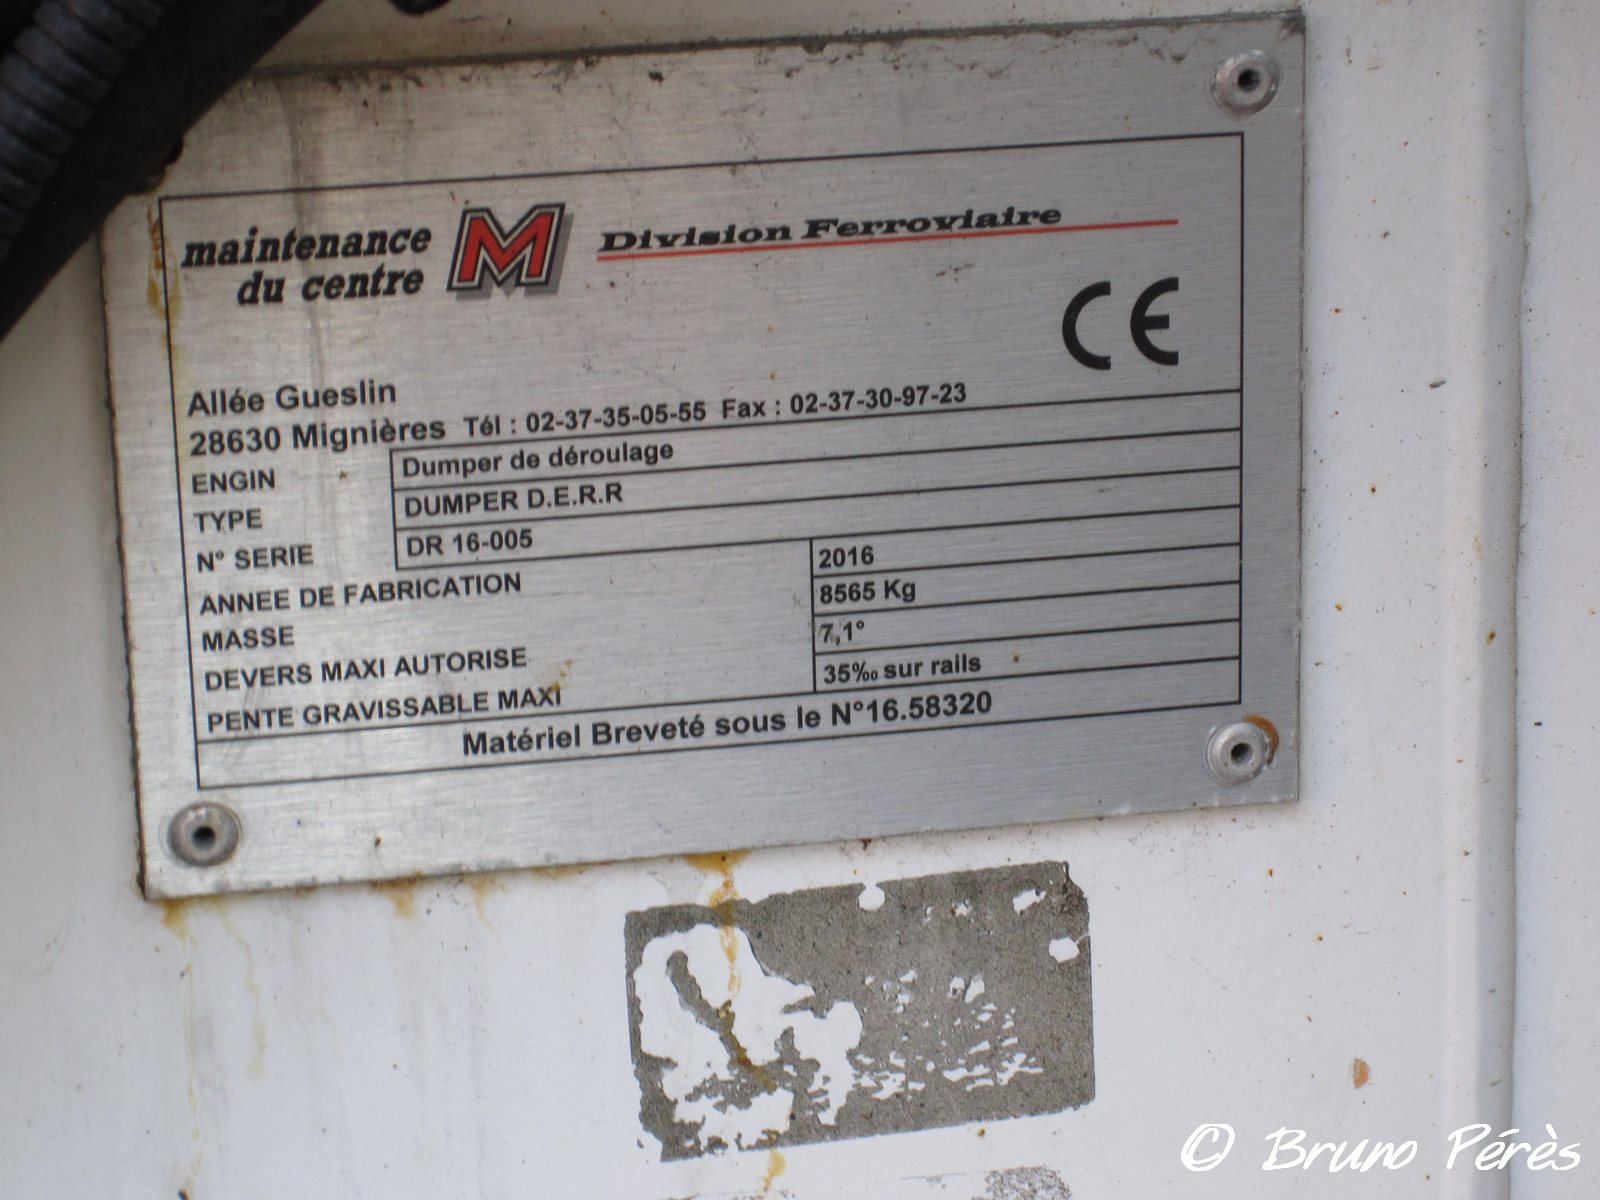 maintenance
du centre
M
Division Ferroviaire
CE
Allée Gueslin
28630 Mignières Tél : 02-37-35-05-55 Fax : 02-37-30-97-23
ENGIN Dumper de déroulage
TYPE DUMPER D.E.R.R
N° SERIE DR 16-005
ANNEE DE FABRICATION 2016
MASSE 8565 Kg
DEVERS MAXI AUTORISE 7,1°
PENTE GRAVISSABLE MAXI 35‰ sur rails
Matériel Breveté sous le N°16.58320
© Bruno Pérès